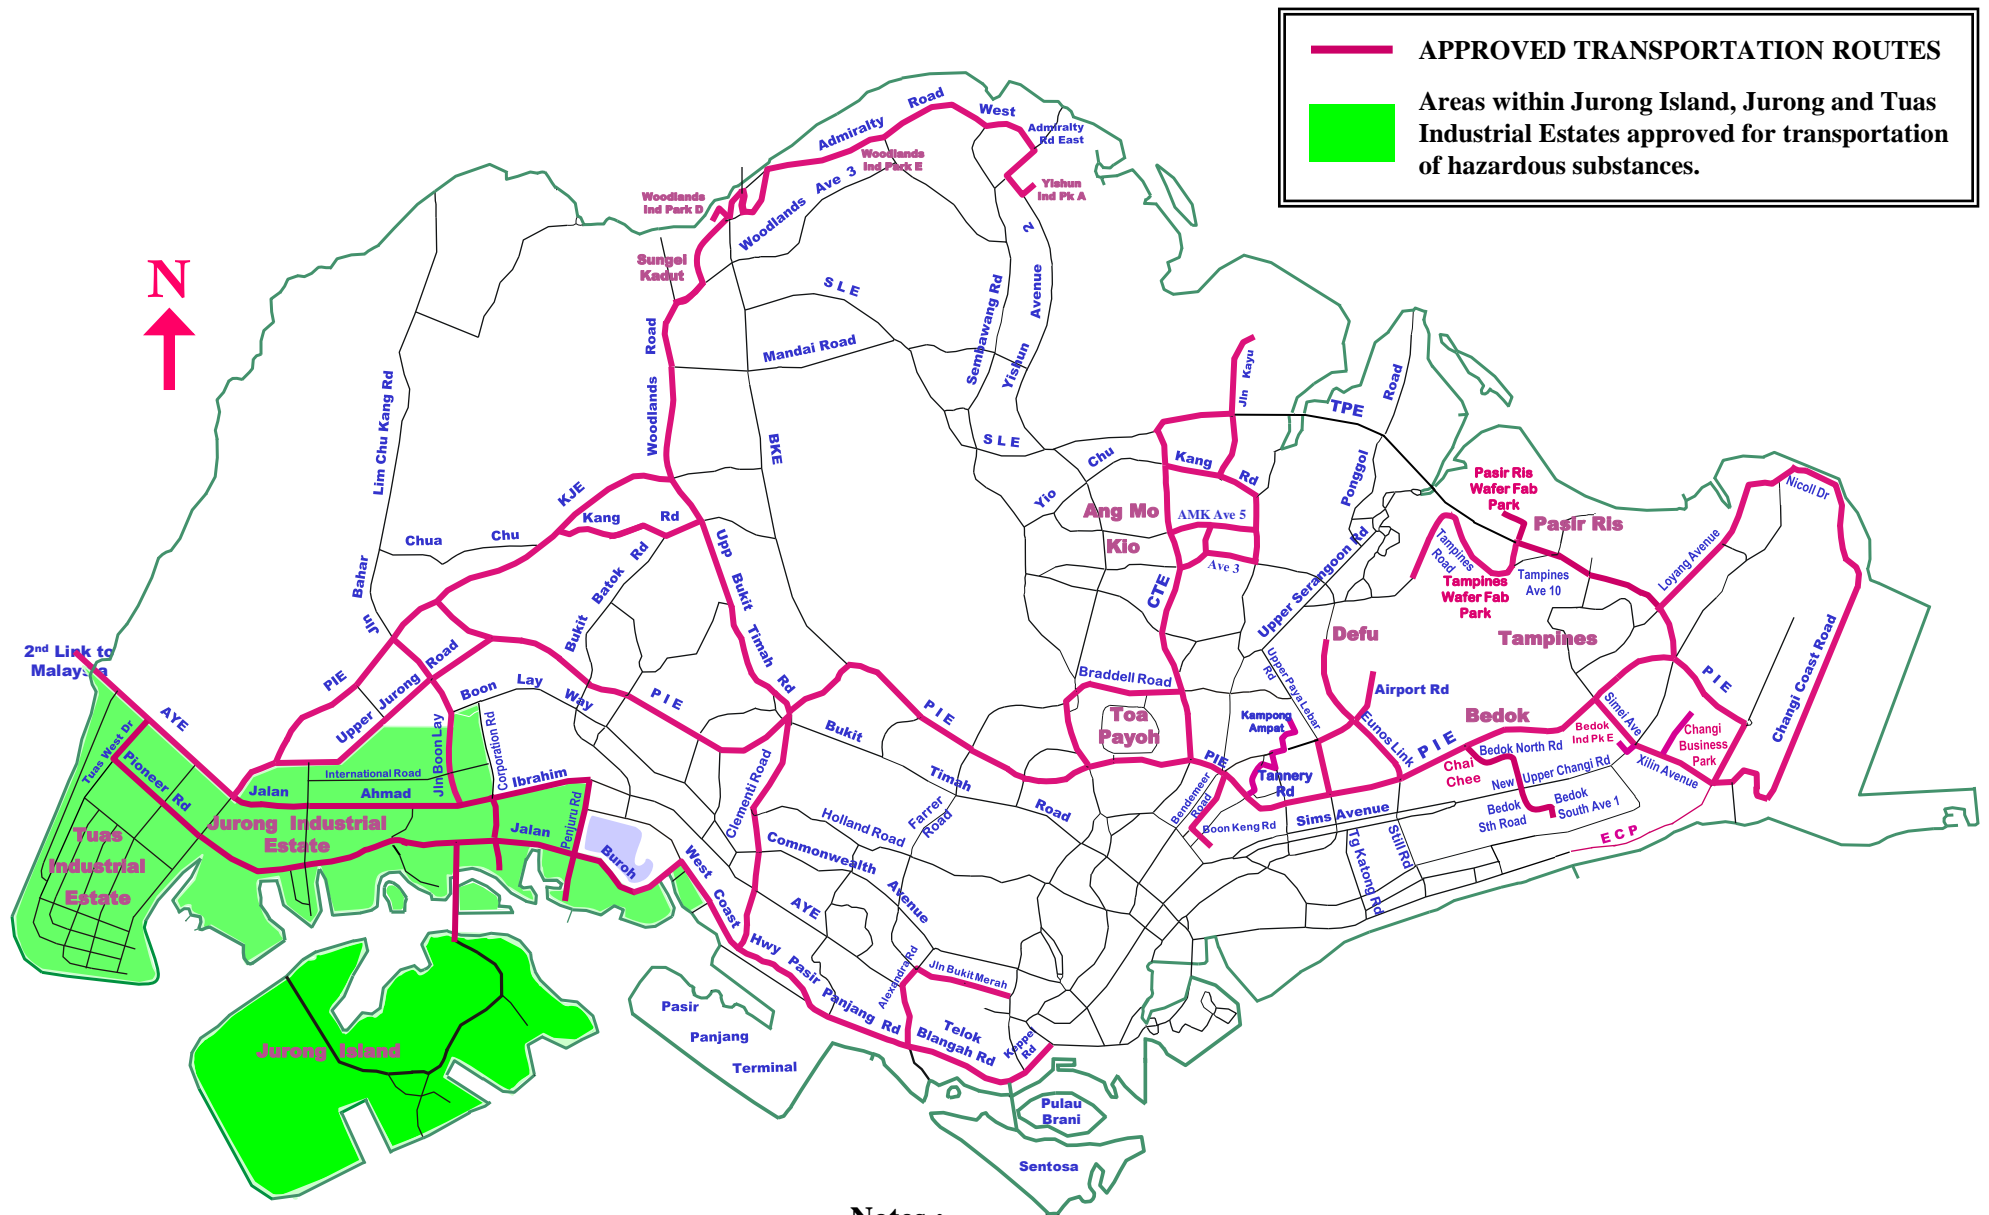 APPROVED TRANSPORTATION ROUTES
Areas within Jurong Island, Jurong and Tuas
Industrial Estates approved for transportation
of hazardous substances.
N
Admiralty Road West
Admiralty
Rd East
Woodlands
Ind Park E
Yishun
Ind Pk A
Woodlands
Ind Park D
Woodlands Ave 3
Sungei
Kadut
SLE
Mandai Road
Sembawang Rd
Yishun Avenue 2
Woodlands Road
BKE
Lim Chu Kang Rd
SLE
Yio Chu Kang Rd
Jln Kayu
TPE
Ponggol Road
Pasir Ris
Wafer Fab
Park
Pasir Ris
Nicoll Dr
Loyang Avenue
Tampines
Road
Tampines
Wafer Fab
Park
Tampines
Ave 10
Tampines
Changi Coast Road
KJE
Chua Chu Kang Rd
Ang Mo
Kio
AMK Ave 5
Ave 3
CTE
Upper Serangoon Rd
Defu
Upper Paya Lebar
Rd
Airport Rd
Eunos Link
Bukit Batok Rd
Upp Bukit Timah Rd
Jln Bahar
2nd Link to
Malaysia
AYE
PIE
Upper Jurong Road
Boon Lay Way
PIE
PIE
Braddell Road
Toa
Payoh
Kampong
Ampat
Tannery
Rd
PIE
Bendemeer
Road
Boon Keng Rd
Sims Avenue
PIE
Bedok
Bedok
Ind Pk E
Simei Ave
PIE
Changi
Business
Park
Xilin Avenue
Chai
Chee
Bedok North Rd
New Upper Changi Rd
Bedok
Sth Road
Bedok
South Ave 1
ECP
Tg Katong Rd
Still Rd
Tuas West Dr
Pioneer Rd
International Road
Jalan Ahmad Ibrahim
Jln Boon Lay
Corporation Rd
Tuas
Industrial
Estate
Jurong Industrial
Estate
Jalan Buroh
Penjuru Rd
Clementi Road
Bukit Timah Road
Holland Road
Farrer
Road
Commonwealth Avenue
AYE
West Coast Hwy
Pasir Panjang Rd
Alexandra Rd
Jln Bukit Merah
Telok
Blangah Rd
Keppel
Rd
Jurong Island
Pasir
Panjang
Terminal
Pulau
Brani
Sentosa
Notes :